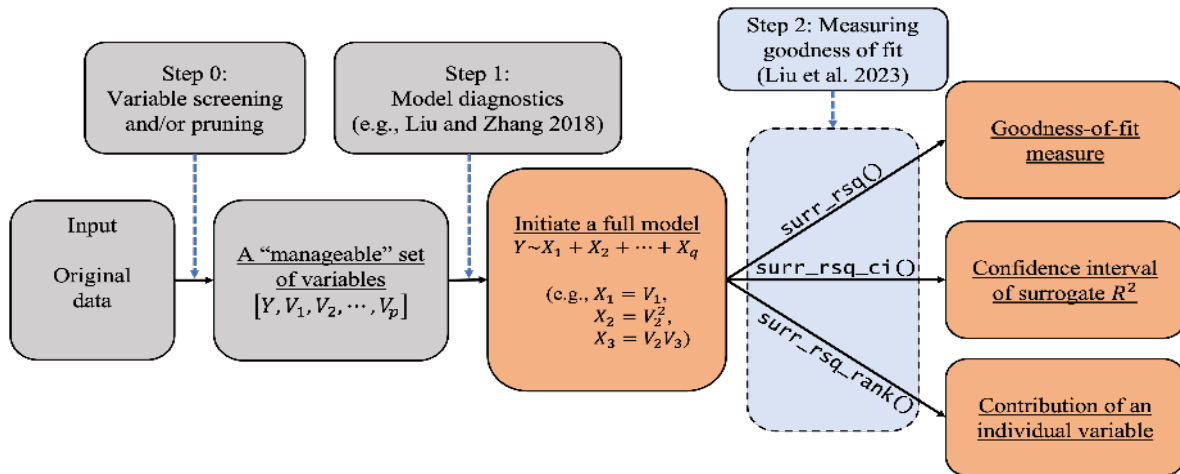 Step 0:
Variable screening
and/or pruning
Step 1:
Model diagnostics
(e.g., Liu and Zhang 2018)
Step 2: Measuring
goodness of fit
(Liu et al. 2023)
Input
Original
data
A “manageable” set
of variables
[Y, V₁, V₂, ⋯, Vₚ]
Initiate a full model
Y~X₁ + X₂ + ⋯ + X_q
(e.g., X₁ = V₁,
X₂ = V₂²,
X₃ = V₂V₃)
surr_rsq()
surr_rsq_ci()
surr_rsq_rank()
Goodness-of-fit
measure
Confidence interval
of surrogate R²
Contribution of an
individual variable